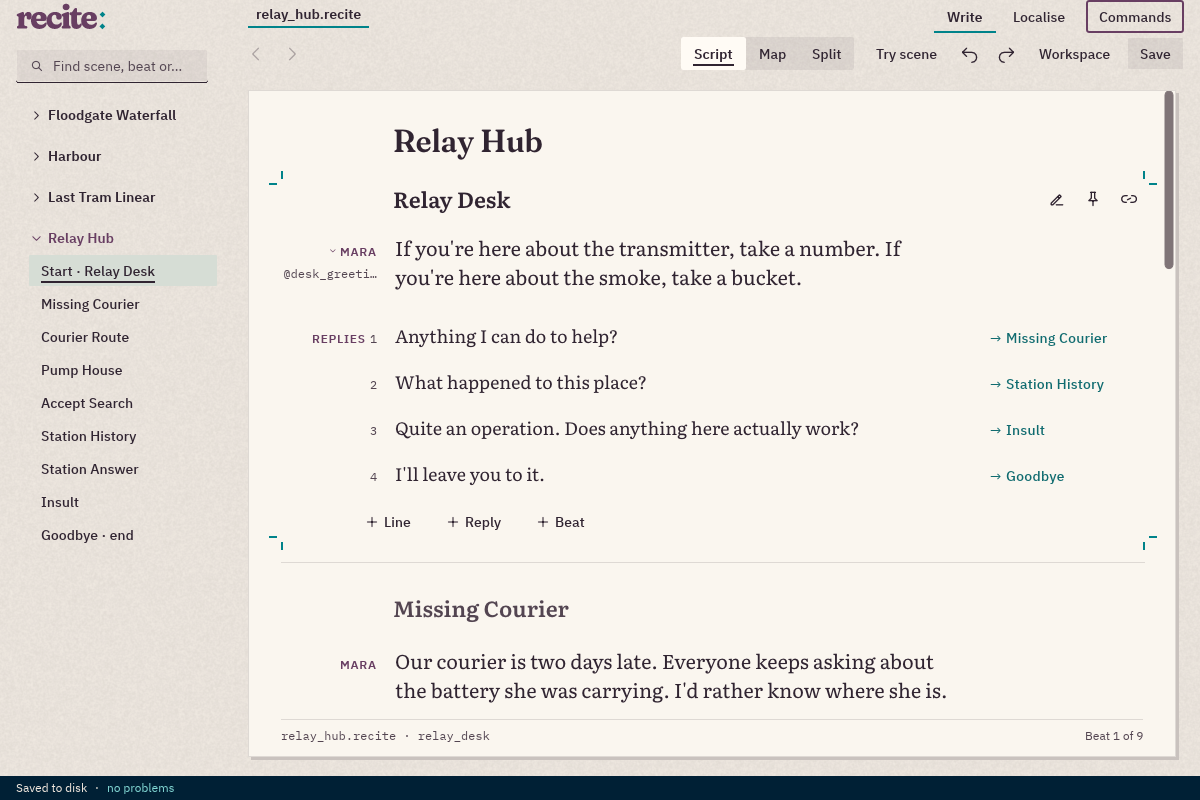 recite:
relay_hub.recite
Write
Localise
Commands
Find scene, beat or...
Script
Map
Split
Try scene
Workspace
Save
Floodgate Waterfall
Harbour
Last Tram Linear
Relay Hub
Start · Relay Desk
Missing Courier
Courier Route
Pump House
Accept Search
Station History
Station Answer
Insult
Goodbye · end
Relay Hub
Relay Desk
MARA
@desk_greeti…
If you're here about the transmitter, take a number. If
you're here about the smoke, take a bucket.
REPLIES 1 Anything I can do to help? → Missing Courier
2 What happened to this place? → Station History
3 Quite an operation. Does anything here actually work? → Insult
4 I'll leave you to it. → Goodbye
+ Line + Reply + Beat
Missing Courier
MARA
Our courier is two days late. Everyone keeps asking about
the battery she was carrying. I'd rather know where she is.
relay_hub.recite · relay_desk
Beat 1 of 9
Saved to disk · no problems